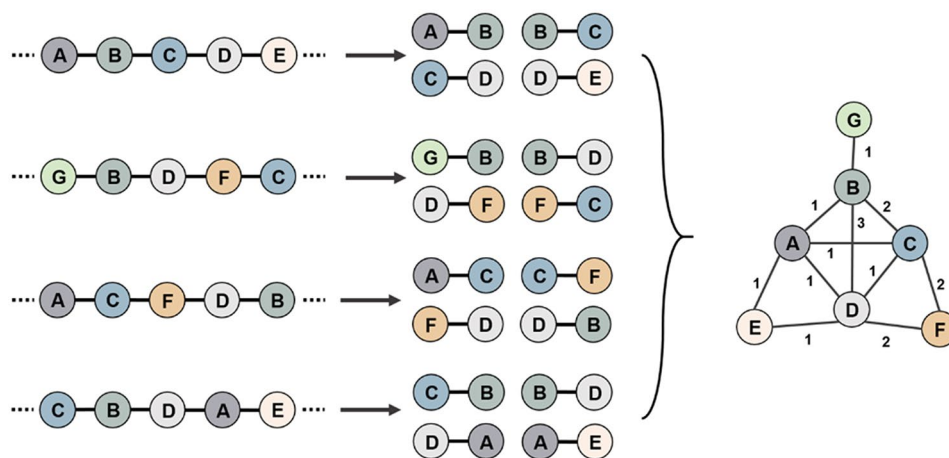 A B C D E
A B B C
C D D E
G B D F C
G B B D
D F F C
A C F D B
A C C F
F D D B
C B D A E
C B B D
D A A E
G
1
B
1 2
3
A C
1
1 1 1 2
D
E F
1 2